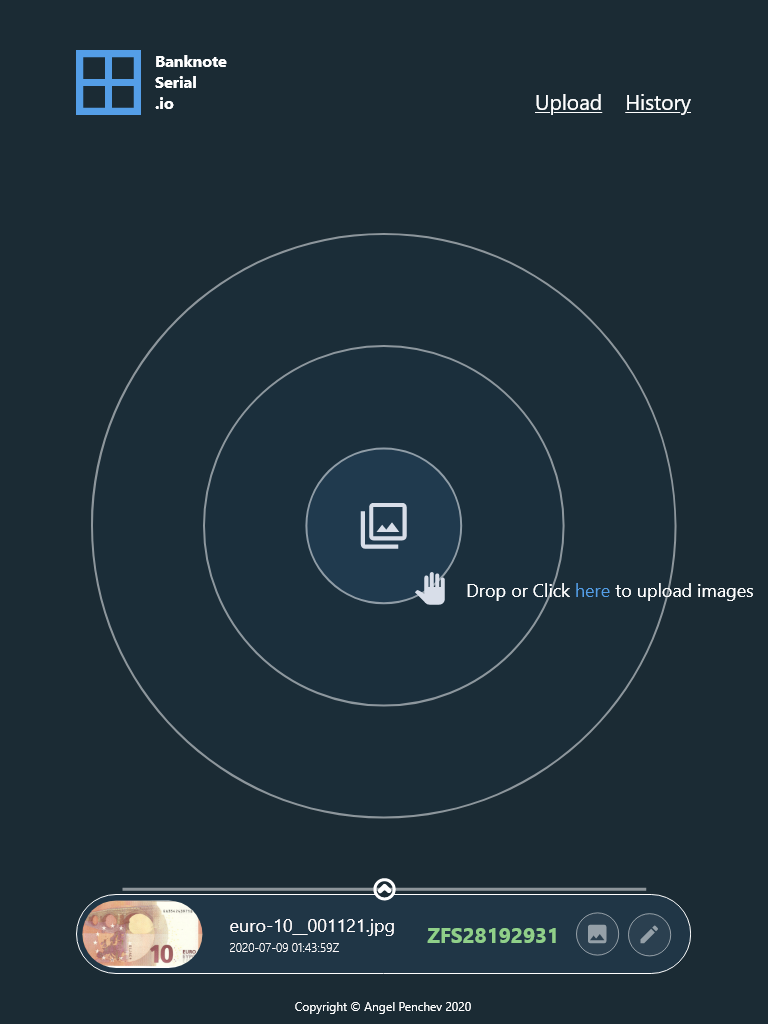 Banknote
Serial
.io
Upload History
Drop or Click here to upload images
10
EURO
euro-10__001121.jpg
2020-07-09 01:43:59Z
ZFS28192931
Copyright © Angel Penchev 2020